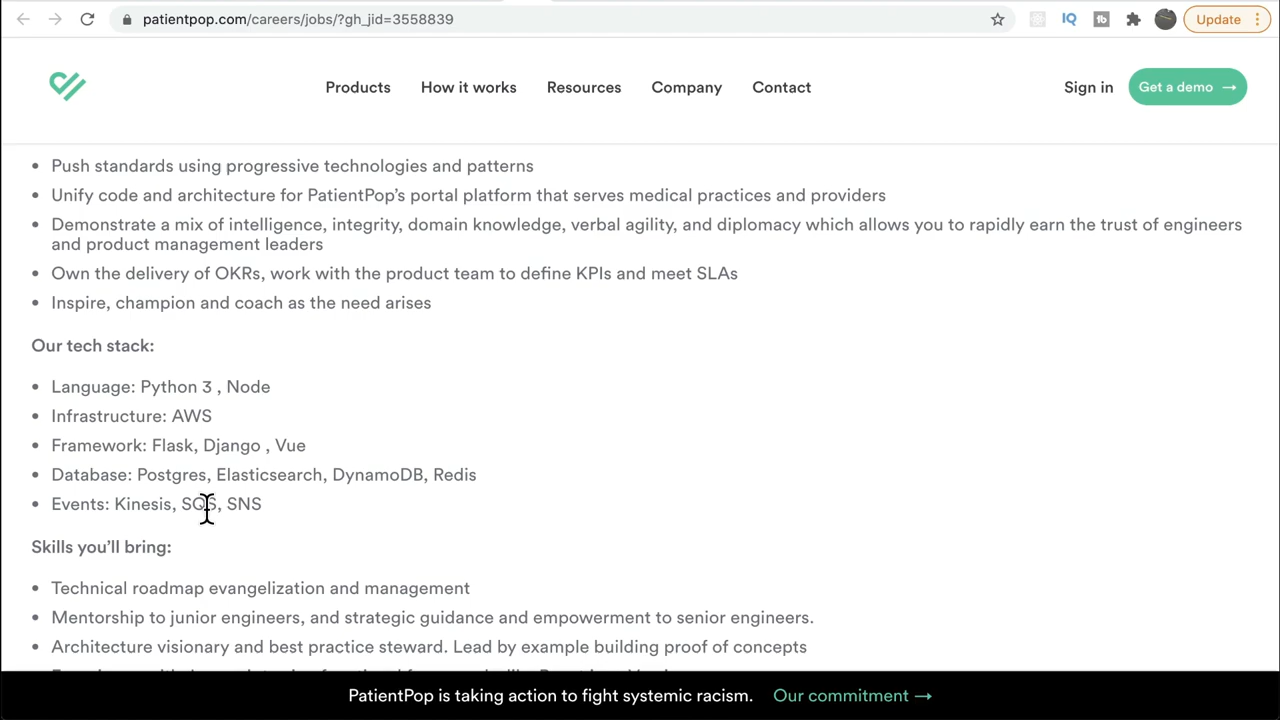 patientpop.com/careers/jobs/?gh_jid=3558839
IQ
tb
Update
Products
How it works
Resources
Company
Contact
Sign in
Get a demo →
• Push standards using progressive technologies and patterns
• Unify code and architecture for PatientPop’s portal platform that serves medical practices and providers
• Demonstrate a mix of intelligence, integrity, domain knowledge, verbal agility, and diplomacy which allows you to rapidly earn the trust of engineers
and product management leaders
• Own the delivery of OKRs, work with the product team to define KPIs and meet SLAs
• Inspire, champion and coach as the need arises
Our tech stack:
• Language: Python 3 , Node
• Infrastructure: AWS
• Framework: Flask, Django , Vue
• Database: Postgres, Elasticsearch, DynamoDB, Redis
• Events: Kinesis, SQS, SNS
Skills you’ll bring:
• Technical roadmap evangelization and management
• Mentorship to junior engineers, and strategic guidance and empowerment to senior engineers.
• Architecture visionary and best practice steward. Lead by example building proof of concepts
PatientPop is taking action to fight systemic racism. Our commitment →